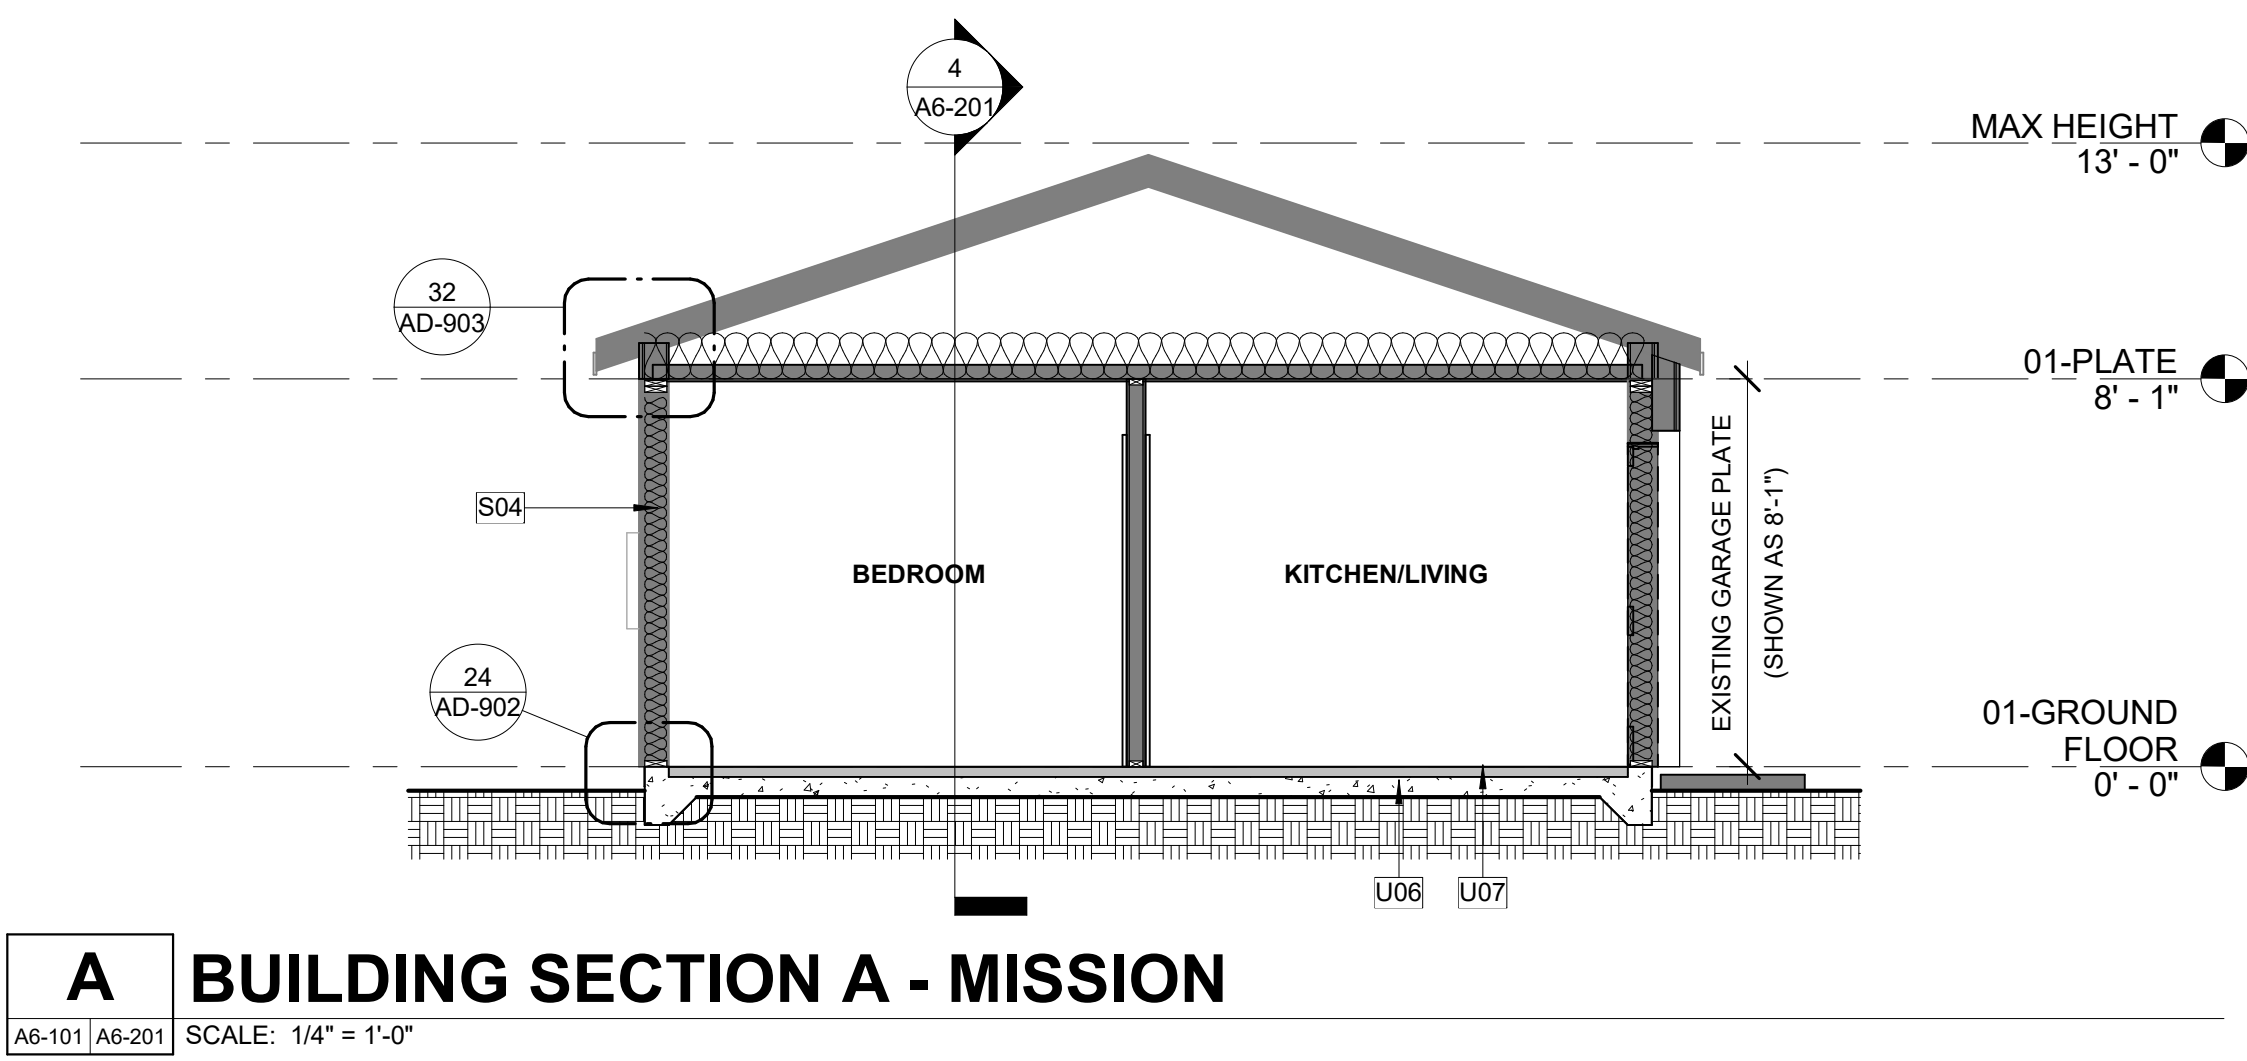 4
A6-201
MAX HEIGHT
13' - 0"
32
AD-903
01-PLATE
8' - 1"
S04
BEDROOM
KITCHEN/LIVING
EXISTING GARAGE PLATE
(SHOWN AS 8'-1")
24
AD-902
01-GROUND
FLOOR
0' - 0"
U06
U07
A
BUILDING SECTION A - MISSION
A6-101
A6-201
SCALE: 1/4" = 1'-0"